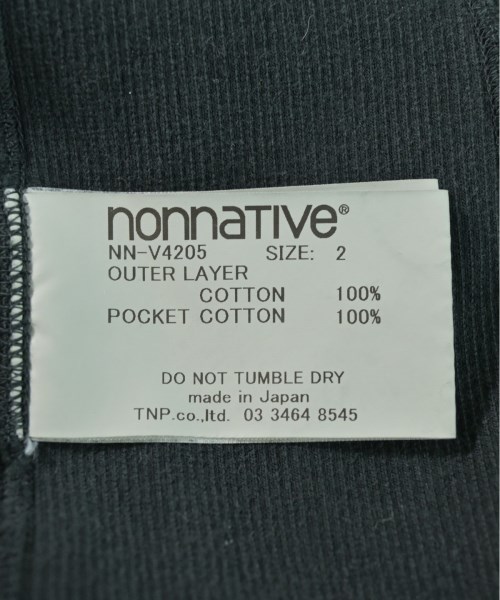 nonnative®
NN-V4205 SIZE: 2
OUTER LAYER
COTTON 100%
POCKET COTTON 100%
DO NOT TUMBLE DRY
made in Japan
TNP.co,.ltd. 03 3464 8545